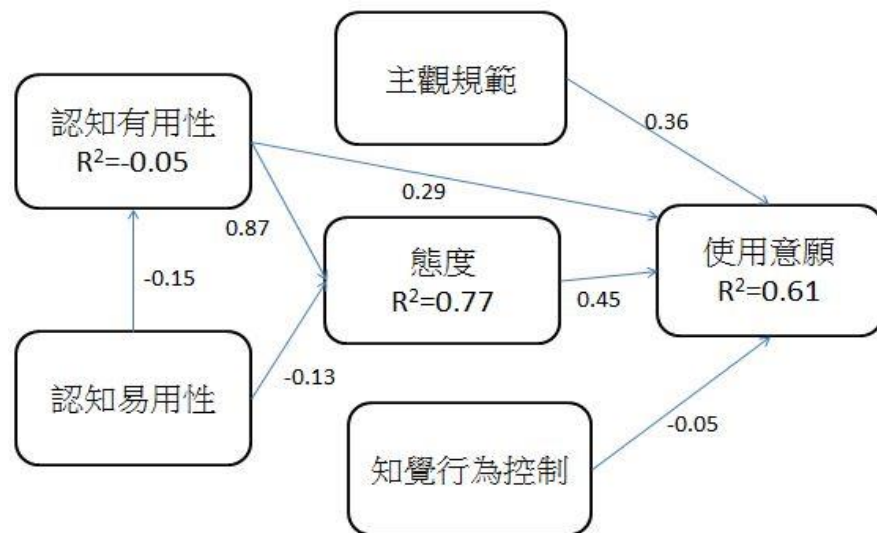 主觀規範
認知有用性
R²=-0.05
0.36
0.29
0.87
態度
R²=0.77
使用意願
R²=0.61
0.45
-0.15
認知易用性
-0.13
-0.05
知覺行為控制